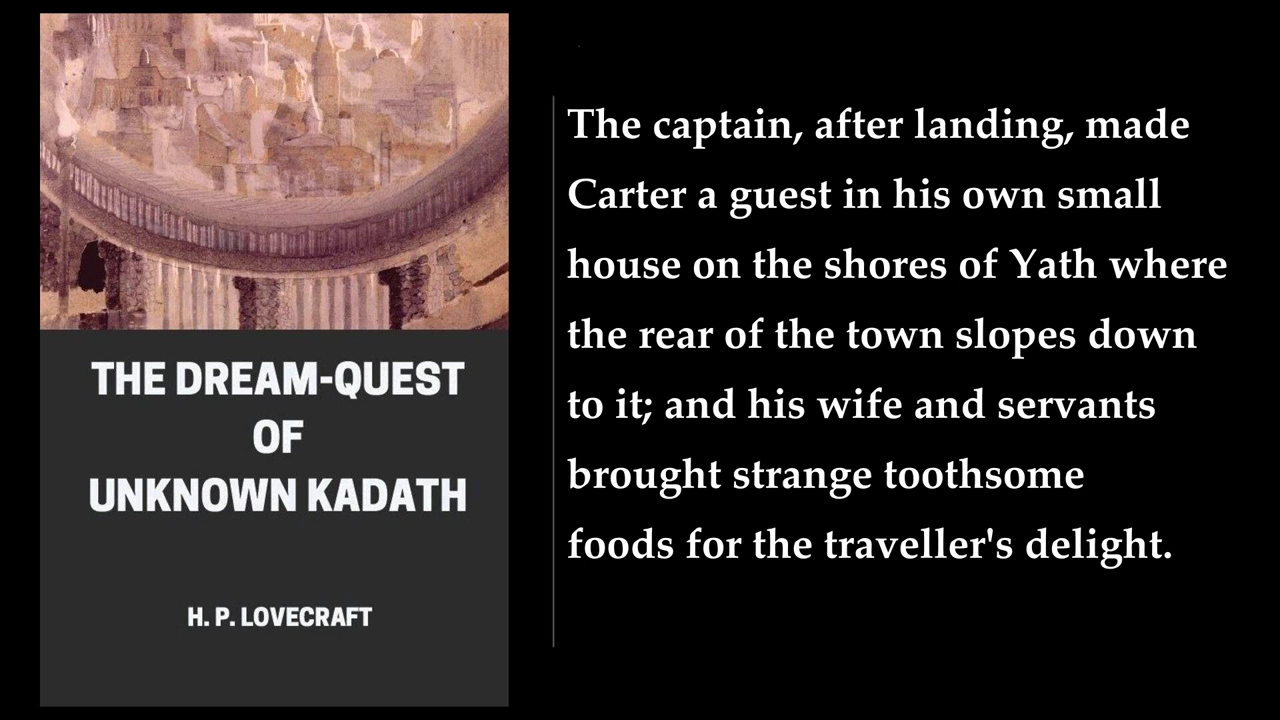 THE DREAM-QUEST
OF
UNKNOWN KADATH
H. P. LOVECRAFT
The captain, after landing, made
Carter a guest in his own small
house on the shores of Yath where
the rear of the town slopes down
to it; and his wife and servants
brought strange toothsome
foods for the traveller's delight.